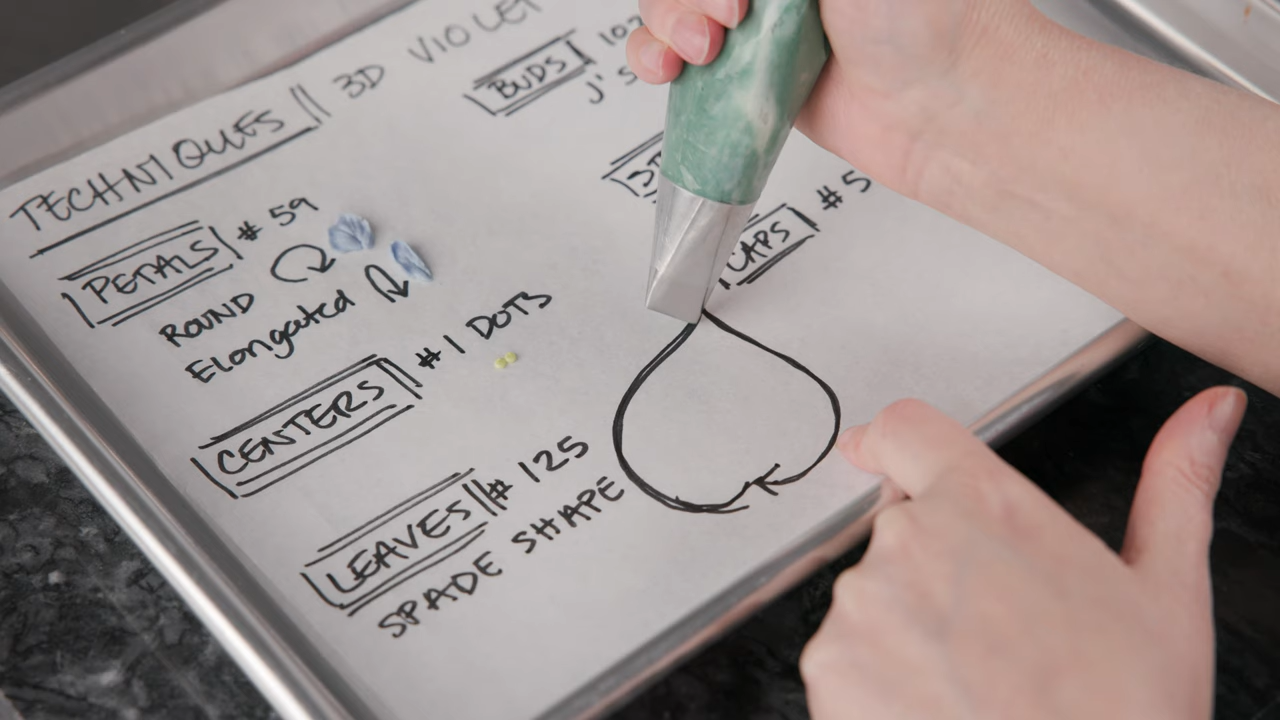 TECHNIQUES 3D VIOLET
PETALS # 59
ROUND
Elongated
CENTERS # 1 DOTS
LEAVES # 125
SPADE SHAPE
BUDS
J'S
CAPS # 5